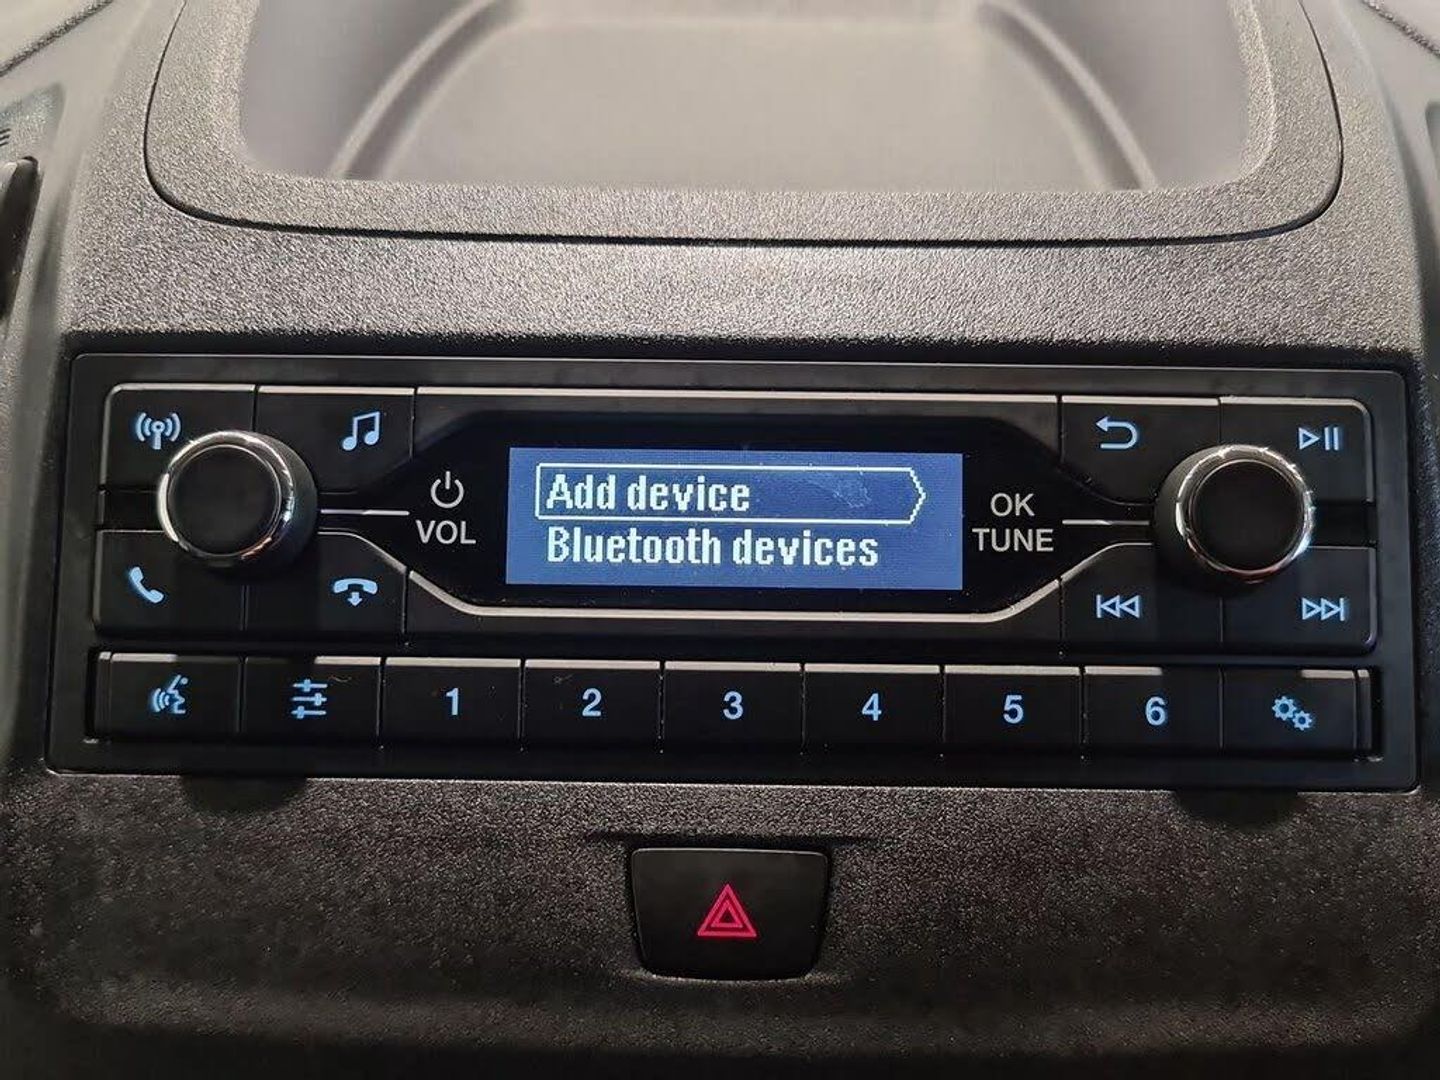 VOL
Add device
Bluetooth devices
OK
TUNE
1 2 3 4 5 6